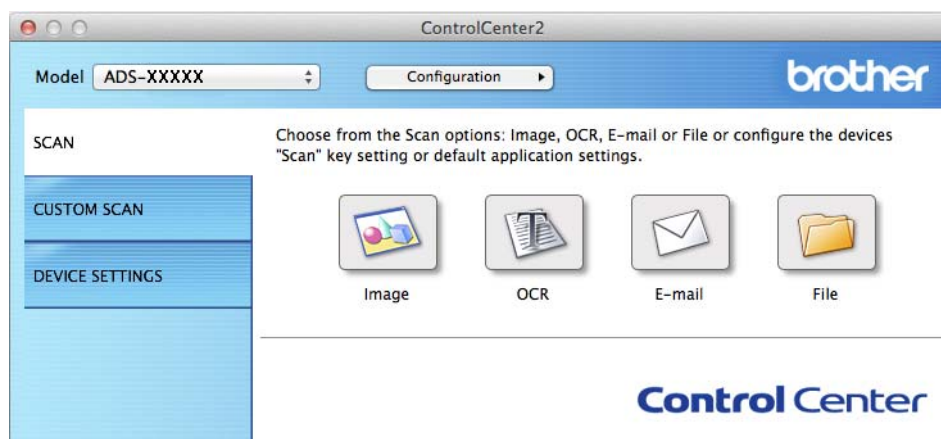 ControlCenter2
Model ADS-XXXXX Configuration brother
SCAN
Choose from the Scan options: Image, OCR, E-mail or File or configure the devices
"Scan" key setting or default application settings.
CUSTOM SCAN
DEVICE SETTINGS
Image OCR E-mail File
Control Center